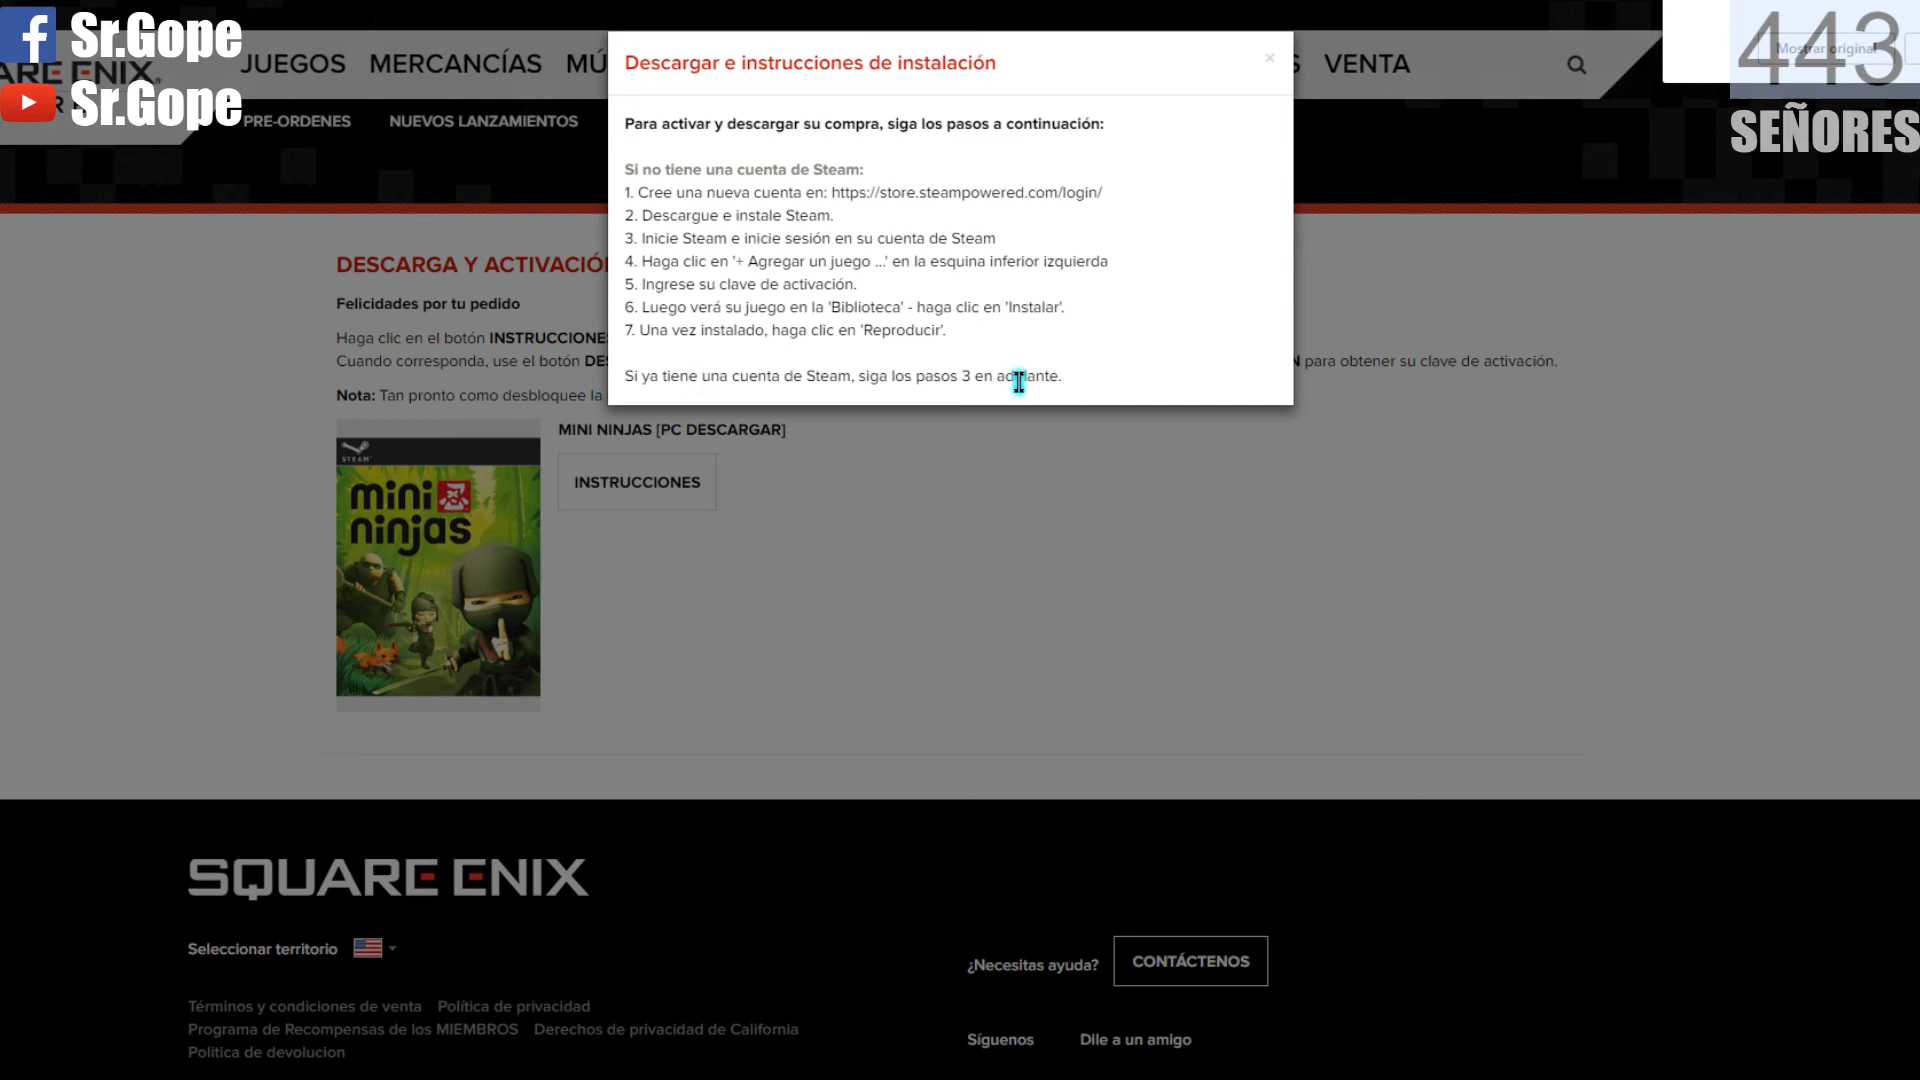 Sr.Gope
Sr.Gope
JUEGOS MERCANCÍAS MÚ
S VENTA
PRE-ORDENES NUEVOS LANZAMIENTOS
443
SEÑORES
Mostrar original
Descargar e instrucciones de instalación
×
Para activar y descargar su compra, siga los pasos a continuación:
Si no tiene una cuenta de Steam:
1. Cree una nueva cuenta en: https://store.steampowered.com/login/
2. Descargue e instale Steam.
3. Inicie Steam e inicie sesión en su cuenta de Steam
4. Haga clic en '+ Agregar un juego ...' en la esquina inferior izquierda
5. Ingrese su clave de activación.
6. Luego verá su juego en la 'Biblioteca' - haga clic en 'Instalar'.
7. Una vez instalado, haga clic en 'Reproducir'.
Si ya tiene una cuenta de Steam, siga los pasos 3 en adelante.
DESCARGA Y ACTIVACIÓN
Felicidades por tu pedido
Haga clic en el botón INSTRUCCIONES
Cuando corresponda, use el botón DES
N para obtener su clave de activación.
Nota: Tan pronto como desbloquee la
STEAM
mini
ninjas
MINI NINJAS [PC DESCARGAR]
INSTRUCCIONES
SQUARE ENIX
Seleccionar territorio
¿Necesitas ayuda? CONTÁCTENOS
Términos y condiciones de venta Política de privacidad
Programa de Recompensas de los MIEMBROS Derechos de privacidad de California
Politica de devolucion
Síguenos Dile a un amigo